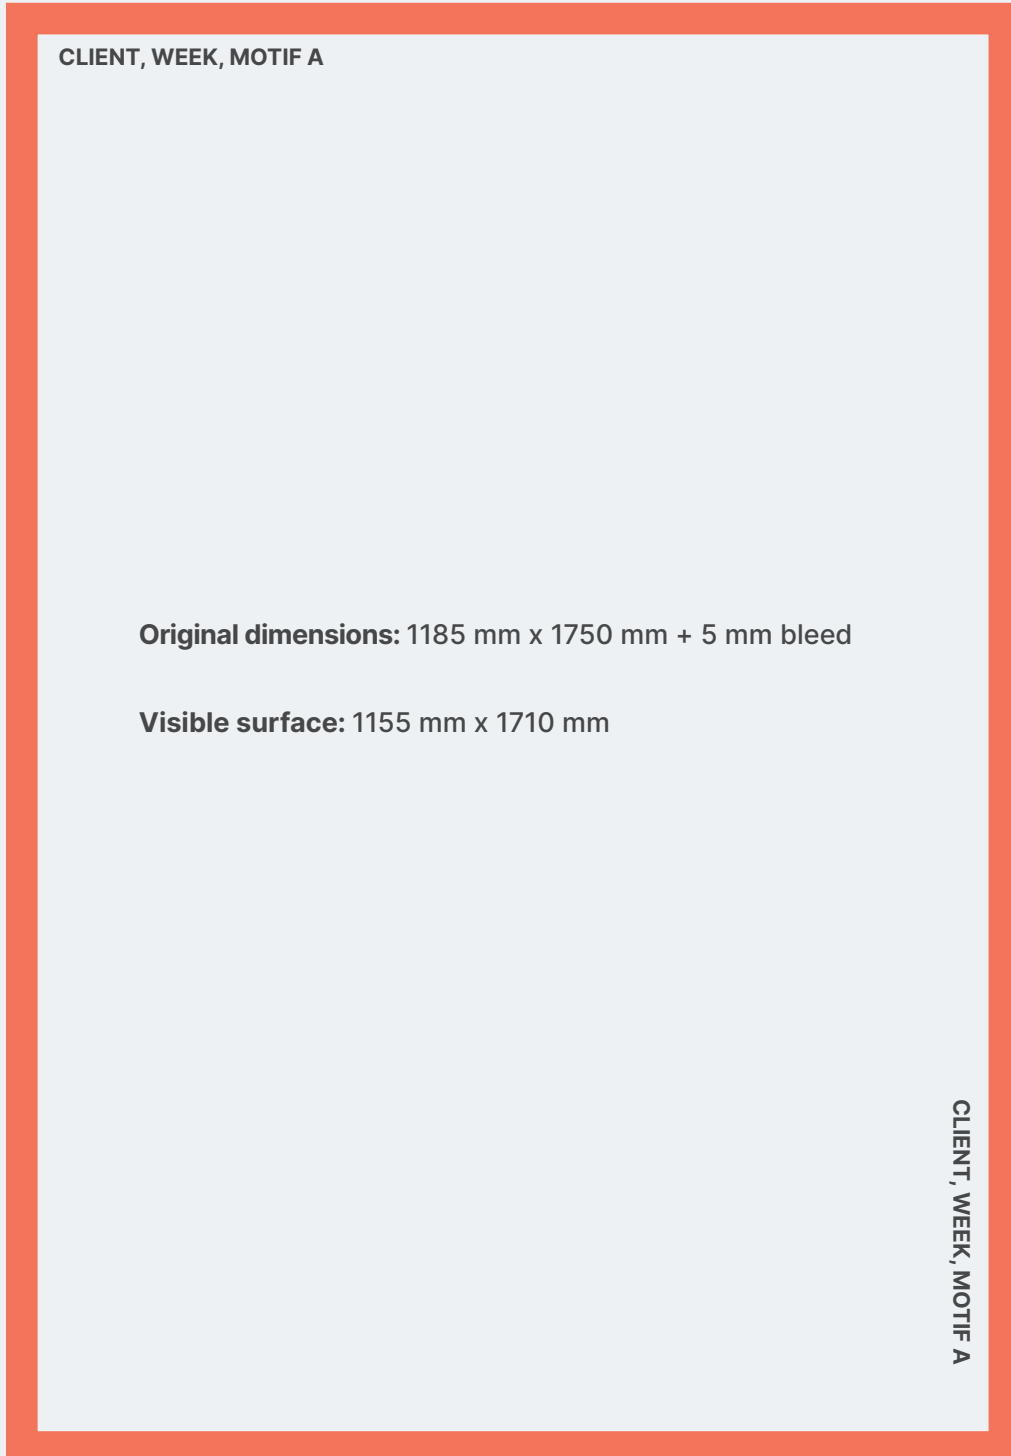 CLIENT, WEEK, MOTIF A
Original dimensions: 1185 mm x 1750 mm + 5 mm bleed
Visible surface: 1155 mm x 1710 mm
CLIENT, WEEK, MOTIF A